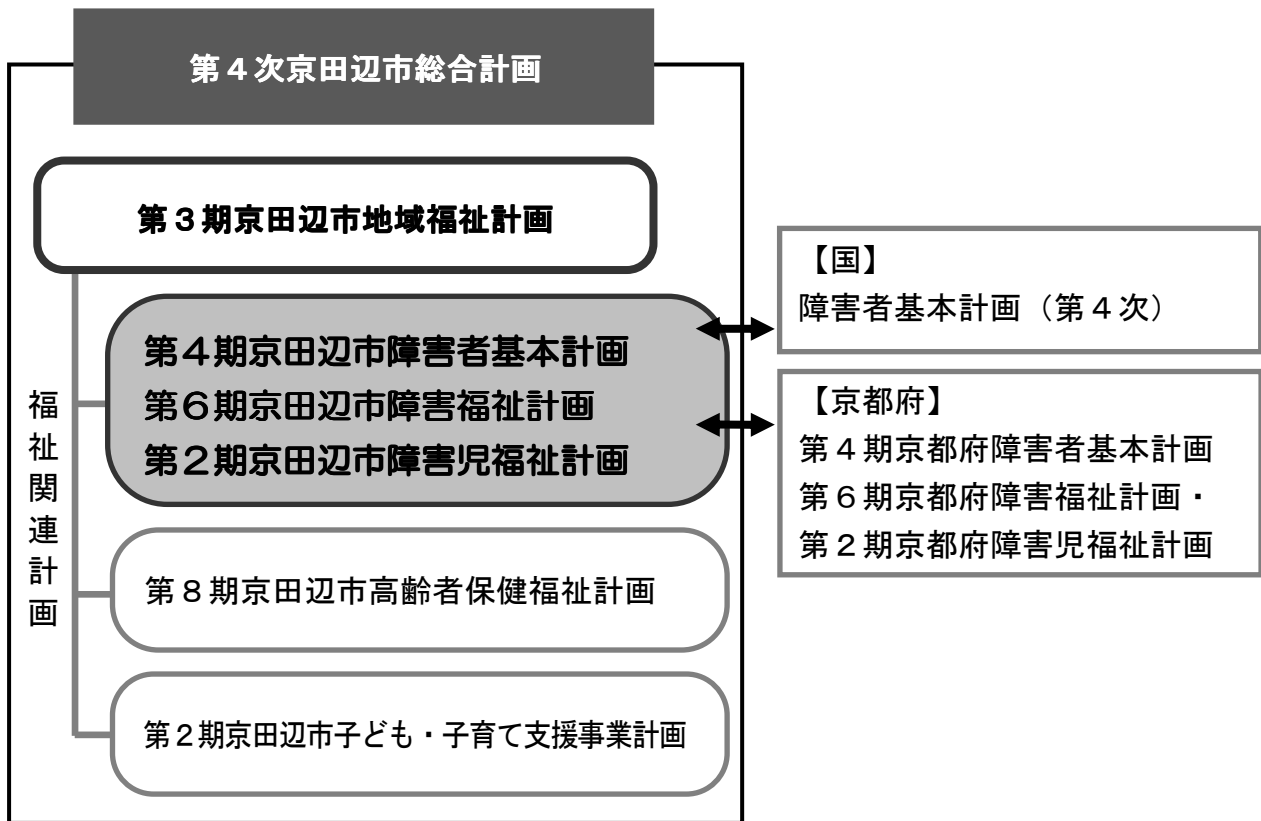 第４次京田辺市総合計画
第３期京田辺市地域福祉計画
福祉関連計画
第４期京田辺市障害者基本計画
第６期京田辺市障害福祉計画
第２期京田辺市障害児福祉計画
第８期京田辺市高齢者保健福祉計画
第２期京田辺市子ども・子育て支援事業計画
【国】
障害者基本計画（第４次）
【京都府】
第４期京都府障害者基本計画
第６期京都府障害福祉計画・
第２期京都府障害児福祉計画